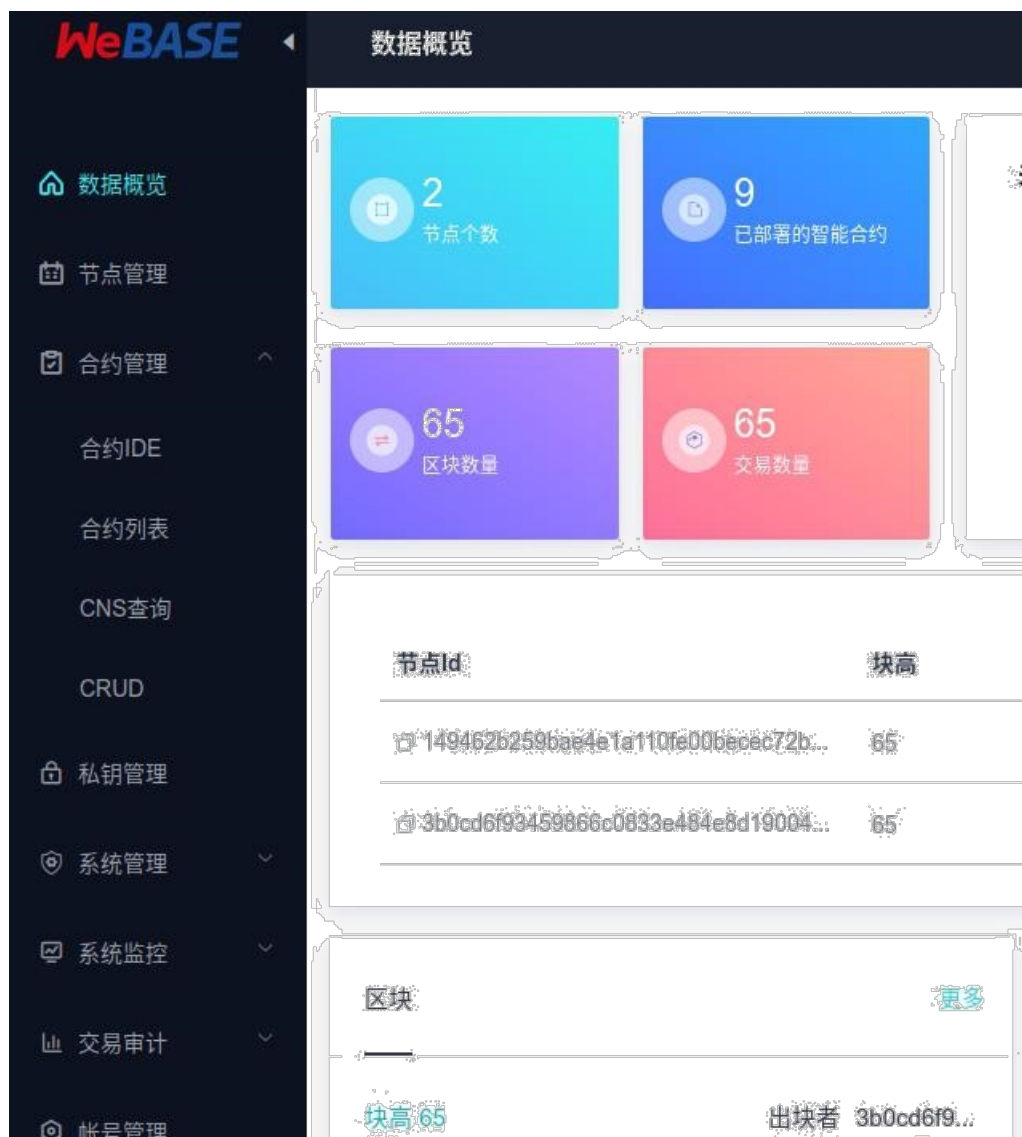 WeBASE
数据概览
数据概览
节点管理
合约管理
合约IDE
合约列表
CNS查询
CRUD
私钥管理
系统管理
系统监控
交易审计
帐号管理
2
节点个数
9
已部署的智能合约
65
区块数量
65
交易数量
节点Id 块高
149462b259bae4e1a110fe00becec72b... 65
3b0cd6f93459866c0833e484e8d19004... 65
区块 更多
块高 65 出块者 3b0cd6f9...